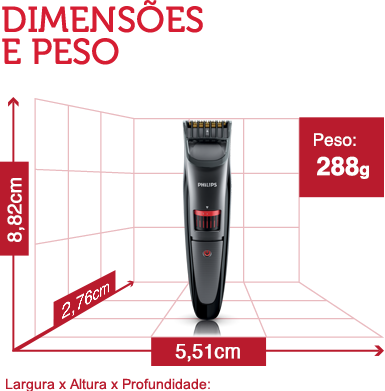 DIMENSÕES
E PESO
Peso:
288g
PHILIPS
8,82cm
2,76cm
5,51cm
Largura x Altura x Profundidade: